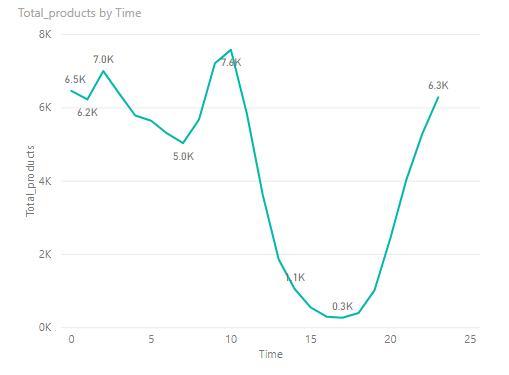 Total_products by Time
8K
7.0K
7.6K
6.5K
6.3K
6K
6.2K
5.0K
4K
Total_products
2K
1.1K
0.3K
0K
0
5
10
15
20
25
Time